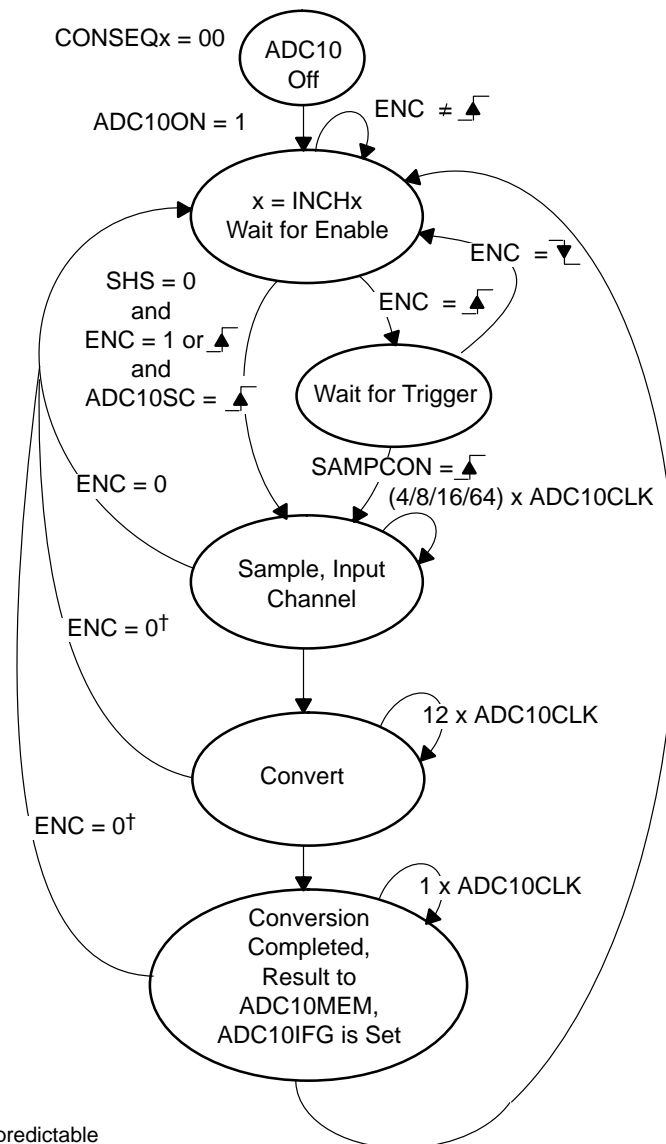 CONSEQx = 00
ADC10
Off
ADC10ON = 1
ENC ≠
x = INCHx
Wait for Enable
ENC =
SHS = 0
and
ENC = 1 or
and
ADC10SC =
ENC =
Wait for Trigger
SAMPCON =
(4/8/16/64) x ADC10CLK
ENC = 0
Sample, Input
Channel
ENC = 0†
12 x ADC10CLK
Convert
ENC = 0†
1 x ADC10CLK
Conversion
Completed,
Result to
ADC10MEM,
ADC10IFG is Set